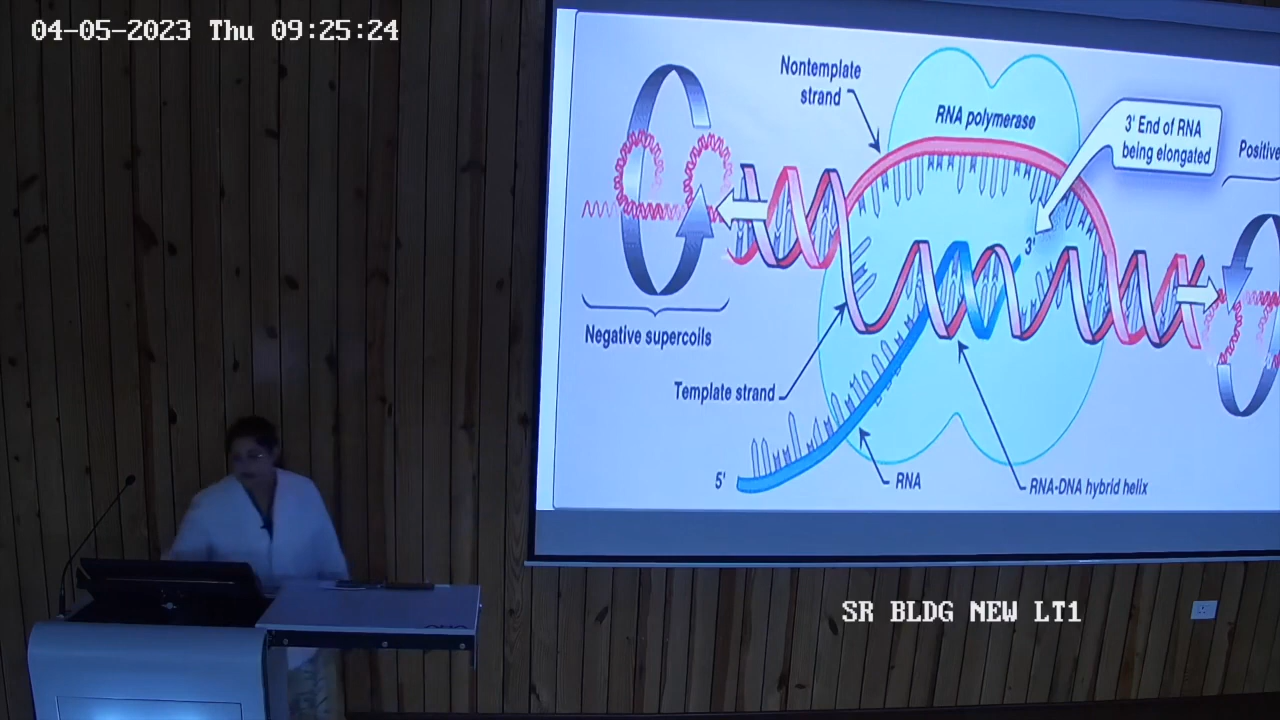 04-05-2023 Thu 09:25:24
Nontemplate
strand
RNA polymerase
3' End of RNA
being elongated
Positive
3'
Negative supercoils
Template strand
5'
RNA
RNA-DNA hybrid helix
SR BLDG NEW LT1